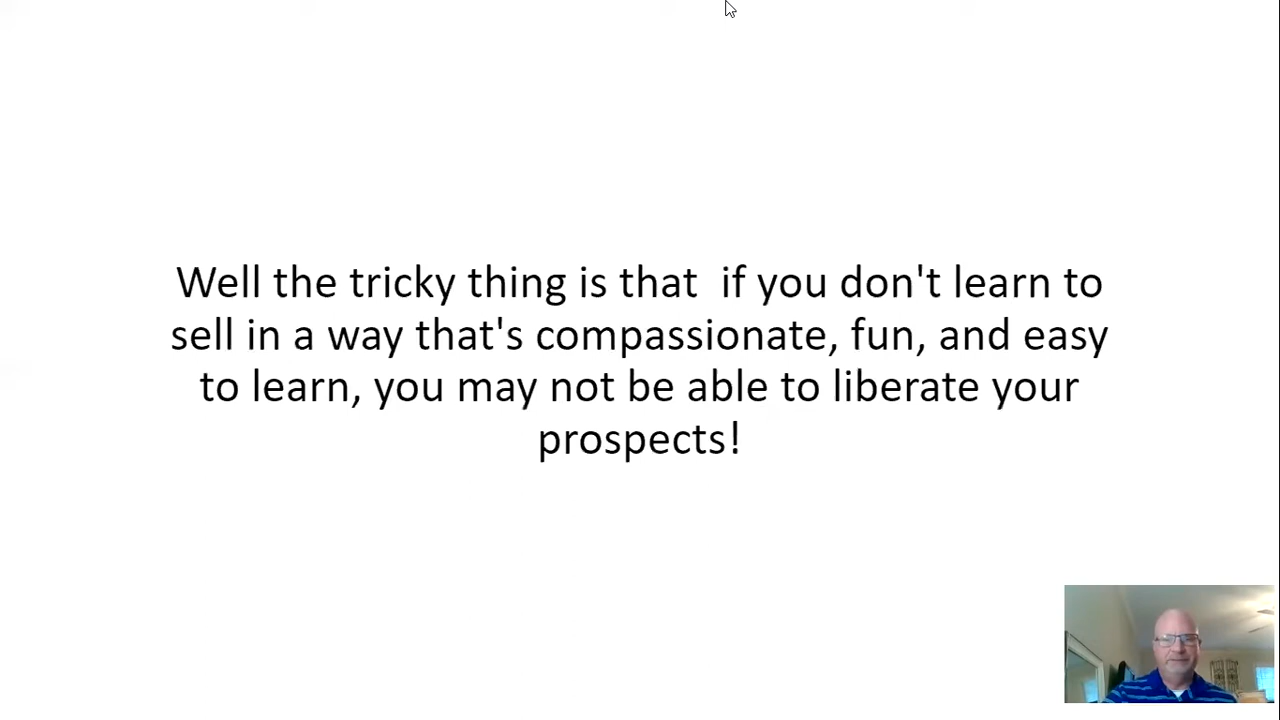 Well the tricky thing is that  if you don't learn to
sell in a way that's compassionate, fun, and easy
to learn, you may not be able to liberate your
prospects!